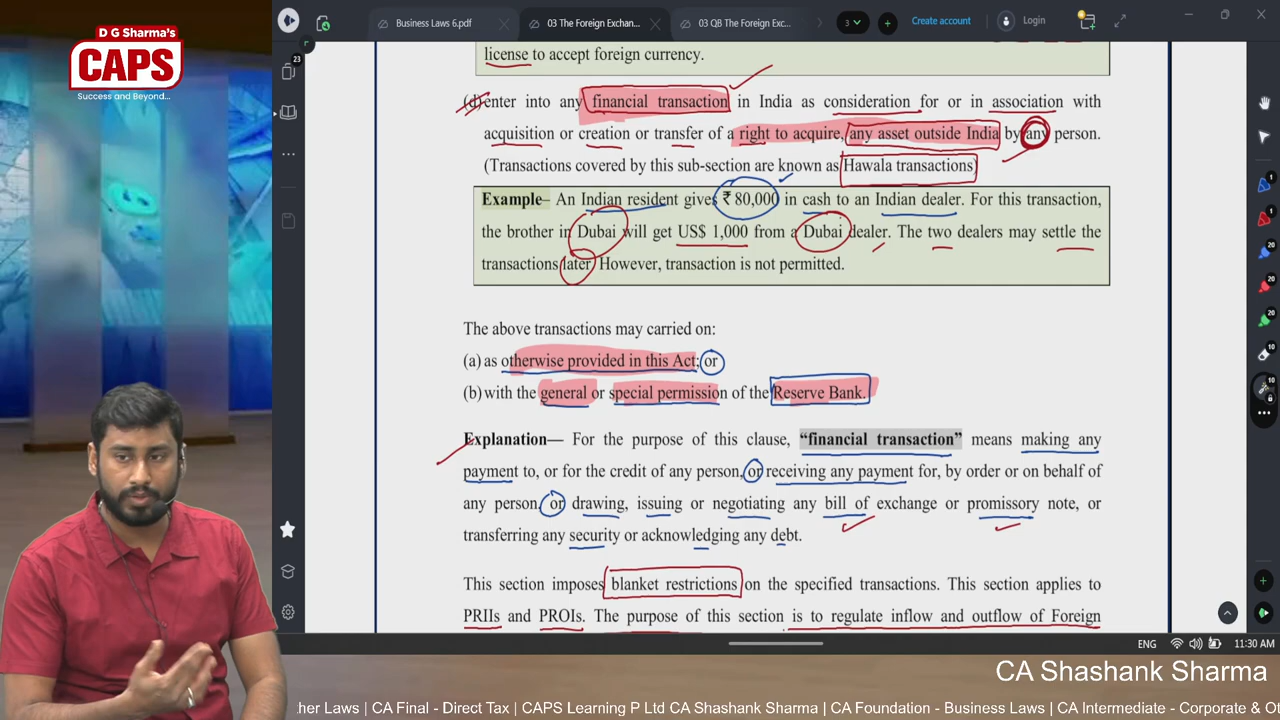 D G Sharma's
CAPS
Success and Beyond...
Business Laws 6.pdf
03 The Foreign Exchan...
03 QB The Foreign Exc...
3
Create account
Login
23
license to accept foreign currency.
(d) enter into any financial transaction in India as consideration for or in association with
acquisition or creation or transfer of a right to acquire, any asset outside India by any person.
(Transactions covered by this sub-section are known as Hawala transactions)
Example– An Indian resident gives ₹ 80,000 in cash to an Indian dealer. For this transaction,
the brother in Dubai will get US$ 1,000 from a Dubai dealer. The two dealers may settle the
transactions later. However, transaction is not permitted.
The above transactions may carried on:
(a) as otherwise provided in this Act; or
(b) with the general or special permission of the Reserve Bank.
Explanation— For the purpose of this clause, “financial transaction” means making any
payment to, or for the credit of any person, or receiving any payment for, by order or on behalf of
any person, or drawing, issuing or negotiating any bill of exchange or promissory note, or
transferring any security or acknowledging any debt.
This section imposes blanket restrictions on the specified transactions. This section applies to
PRIIs and PROIs. The purpose of this section is to regulate inflow and outflow of Foreign
1
1
20
20
20
10
10
ENG
11:30 AM
CA Shashank Sharma
her Laws | CA Final - Direct Tax | CAPS Learning P Ltd CA Shashank Sharma | CA Foundation - Business Laws | CA Intermediate - Corporate & Ot